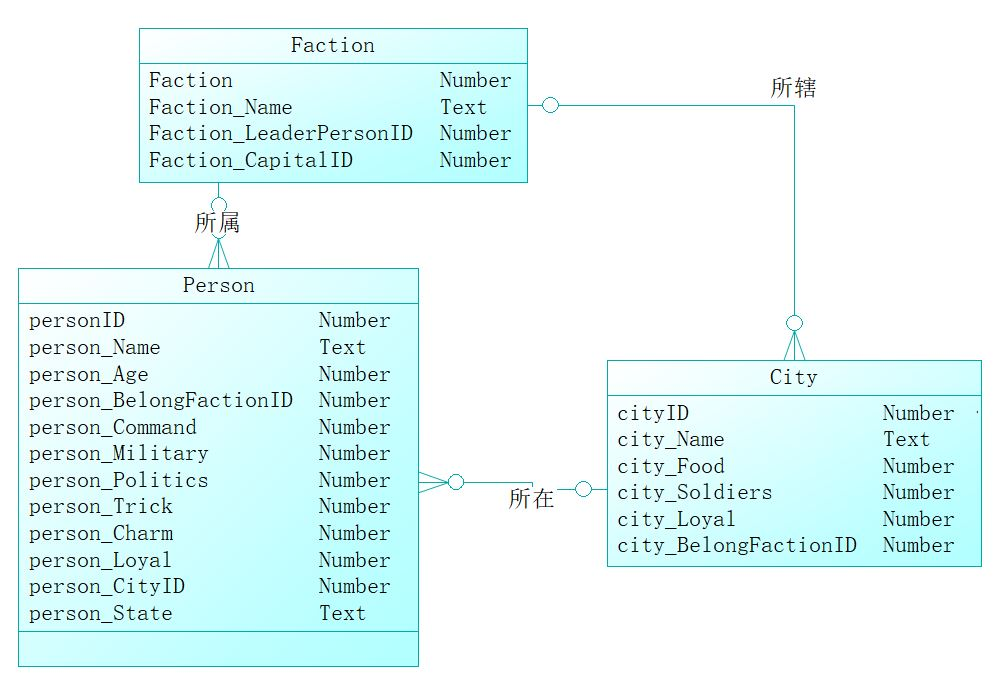 Faction
Faction Number
Faction_Name Text
Faction_LeaderPersonID Number
Faction_CapitalID Number
所辖
所属
Person
personID Number
person_Name Text
person_Age Number
person_BelongFactionID Number
person_Command Number
person_Military Number
person_Politics Number
person_Trick Number
person_Charm Number
person_Loyal Number
person_CityID Number
person_State Text
所在
City
cityID Number
city_Name Text
city_Food Number
city_Soldiers Number
city_Loyal Number
city_BelongFactionID Number